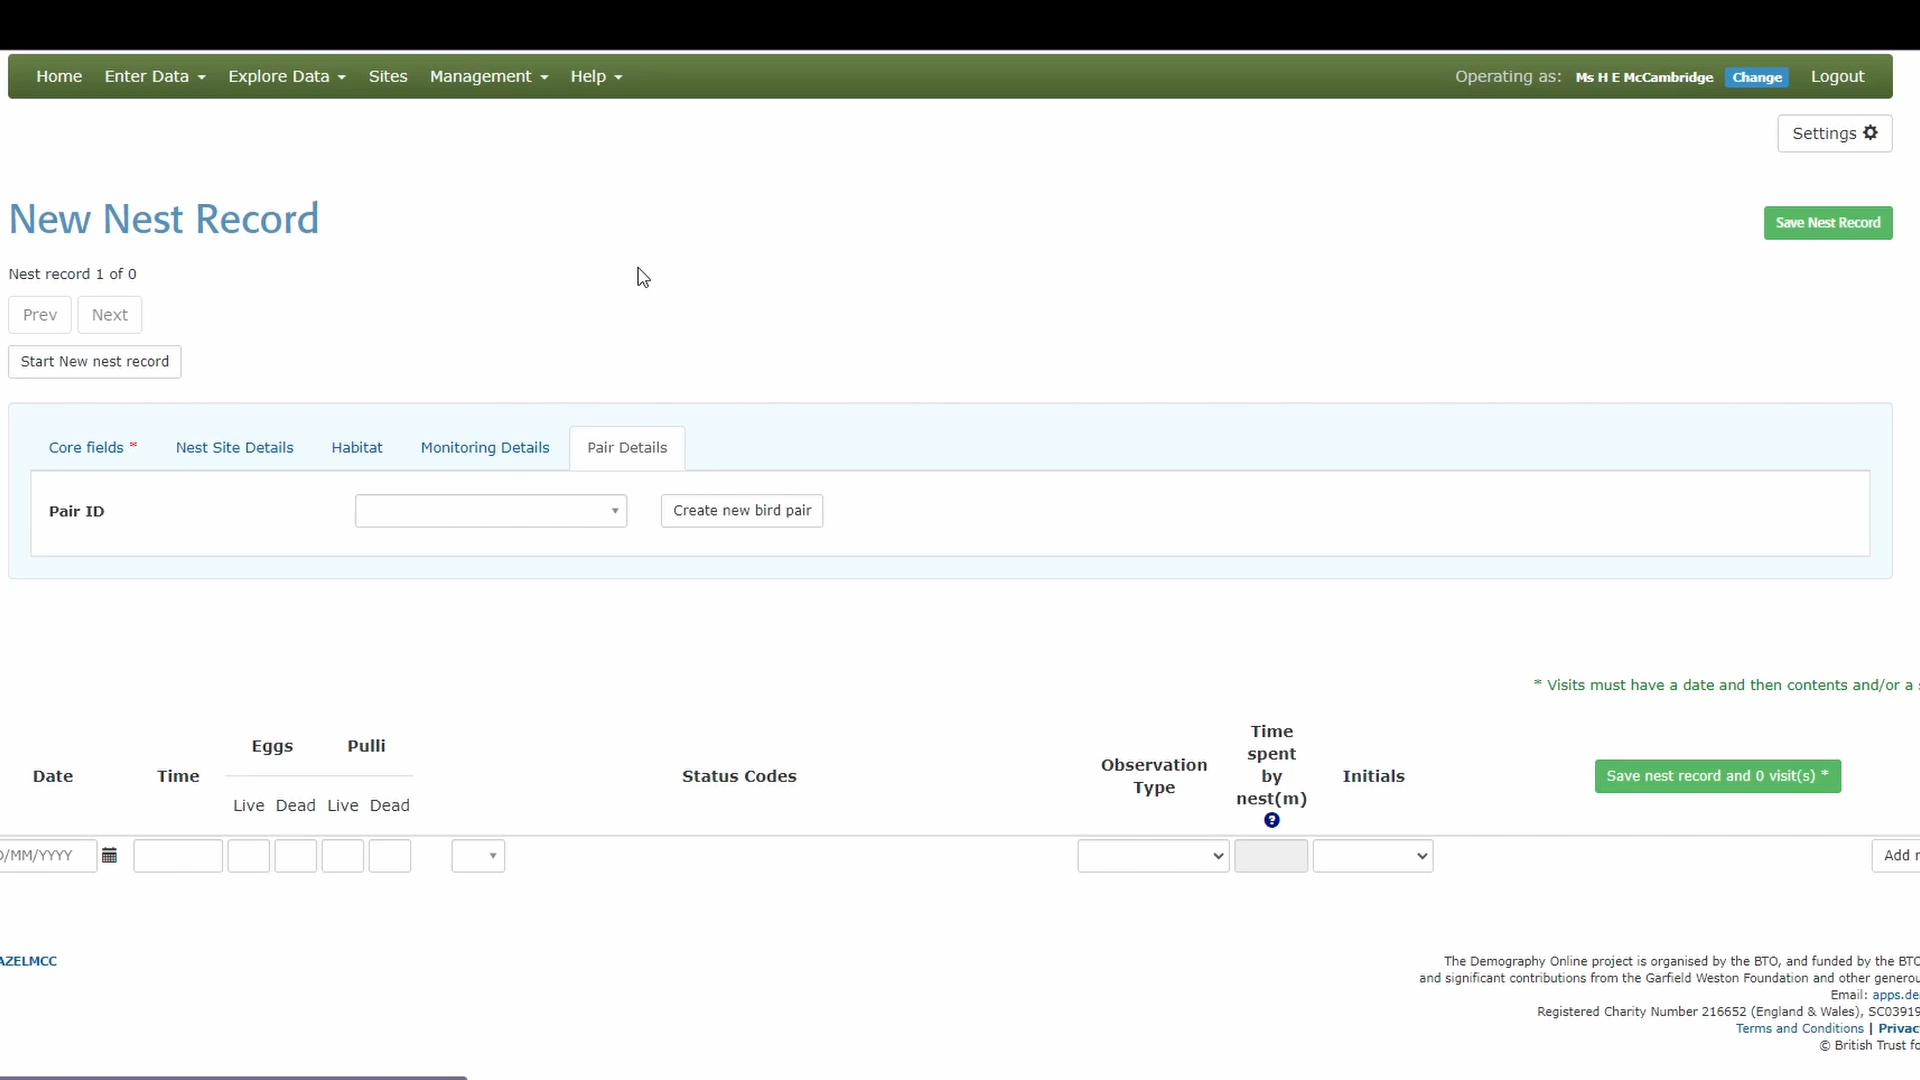 Home Enter Data Explore Data Sites Management Help Operating as: Ms H E McCambridge Change Logout
Settings
New Nest Record
Save Nest Record
Nest record 1 of 0
Prev Next
Start New nest record
Core fields * Nest Site Details Habitat Monitoring Details Pair Details
Pair ID Create new bird pair
* Visits must have a date and then contents and/or a
Date Time Eggs Pulli Status Codes Observation Type Time spent by nest(m) ? Initials Save nest record and 0 visit(s) *
Live Dead Live Dead
/MM/YYYY Add
AZELMCC
The Demography Online project is organised by the BTO, and funded by the BTO
and significant contributions from the Garfield Weston Foundation and other
Email: apps.de
Registered Charity Number 216652 (England & Wales), SC03919
Terms and Conditions | Privac
© British Trust